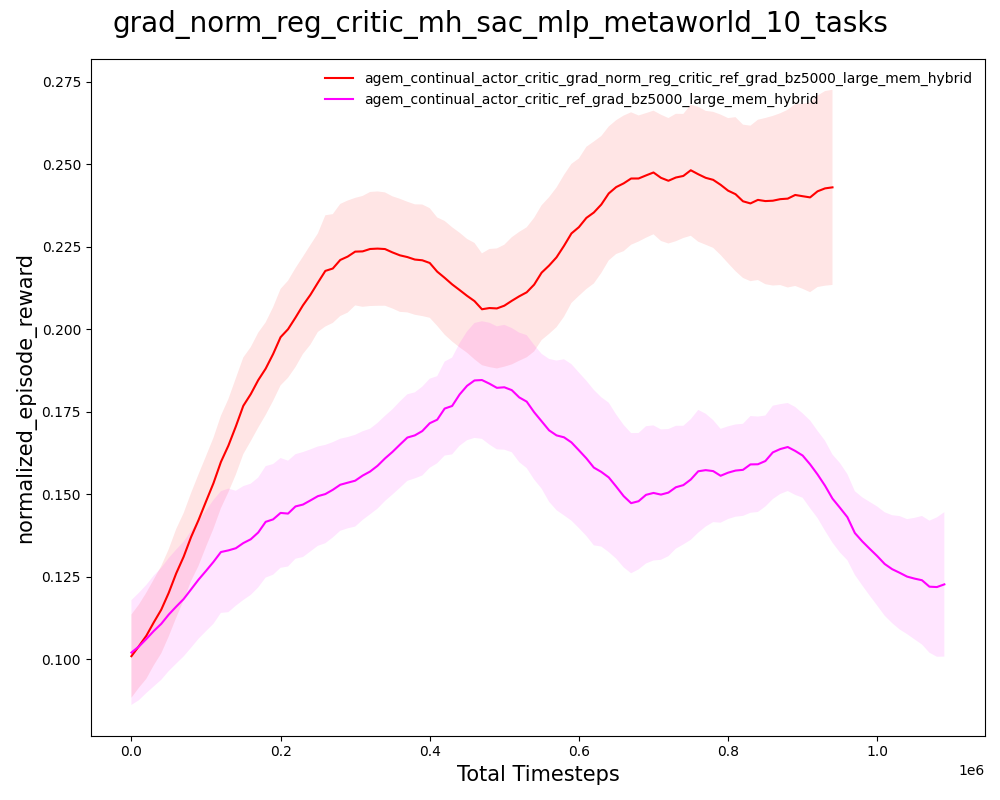 grad_norm_reg_critic_mh_sac_mlp_metaworld_10_tasks
agem_continual_actor_critic_grad_norm_reg_critic_ref_grad_bz5000_large_mem_hybrid
agem_continual_actor_critic_ref_grad_bz5000_large_mem_hybrid
normalized_episode_reward
0.275
0.250
0.225
0.200
0.175
0.150
0.125
0.100
0.0 0.2 0.4 0.6 0.8 1.0
1e6
Total Timesteps